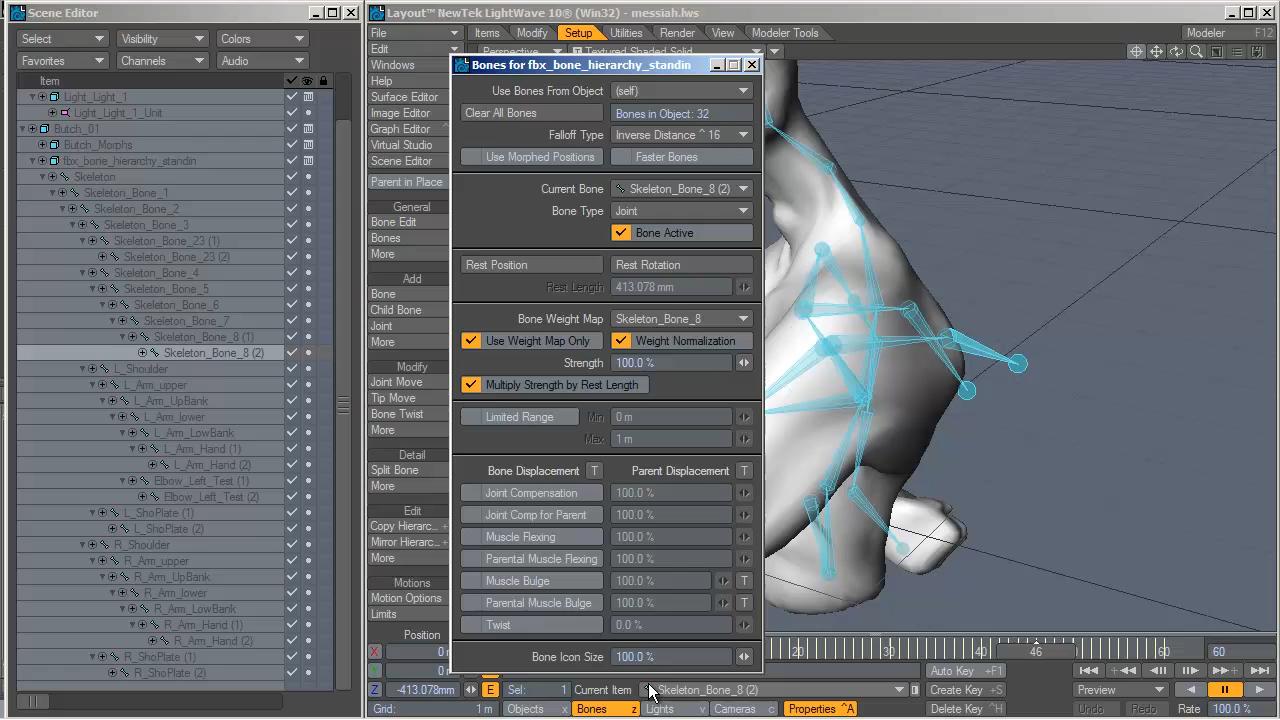 Scene Editor
Select
Visibility
Colors
Favorites
Channels
Audio
Item
Light_Light_1
Light_Light_1_Unit
Butch_01
Butch_Morphs
fbx_bone_hierarchy_standin
Skeleton
Skeleton_Bone_1
Skeleton_Bone_2
Skeleton_Bone_3
Skeleton_Bone_23 (1)
Skeleton_Bone_23 (2)
Skeleton_Bone_4
Skeleton_Bone_5
Skeleton_Bone_6
Skeleton_Bone_7
Skeleton_Bone_8 (1)
Skeleton_Bone_8 (2)
L_Shoulder
L_Arm_upper
L_Arm_UpBank
L_Arm_lower
L_Arm_LowBank
L_Arm_Hand (1)
L_Arm_Hand (2)
Elbow_Left_Test (1)
Elbow_Left_Test (2)
L_ShoPlate (1)
L_ShoPlate (2)
R_Shoulder
R_Arm_upper
R_Arm_UpBank
R_Arm_lower
R_Arm_LowBank
R_Arm_Hand (1)
R_Arm_Hand (2)
R_ShoPlate (1)
R_ShoPlate (2)
Layout™ NewTek LightWave 10® (Win32) - messiah.lws
File
Items
Modify
Setup
Utilities
Render
View
Modeler Tools
Modeler
F12
Edit
Perspective
Textured Shaded Solid
Windows
Help
Surface Editor
Image Editor
Graph Editor
Virtual Studio
Scene Editor
Parent in Place
General
Bone Edit
Bones
More
Add
Bone
Child Bone
Joint
More
Modify
Joint Move
Tip Move
Bone Twist
More
Detail
Split Bone
More
Edit
Copy Hierarc... +
Mirror Hierarc... +
More
Motions
Motion Options
Limits
Position
Bones for fbx_bone_hierarchy_standin
Use Bones From Object (self)
Clear All Bones Bones in Object: 32
Falloff Type Inverse Distance ^ 16
Use Morphed Positions Faster Bones
Current Bone Skeleton_Bone_8 (2)
Bone Type Joint
Bone Active
Rest Position Rest Rotation
Rest Length 413.078 mm
Bone Weight Map Skeleton_Bone_8
Use Weight Map Only Weight Normalization
Strength 100.0 %
Multiply Strength by Rest Length
Limited Range Min 0 m
Max 1 m
Bone Displacement T Parent Displacement T
Joint Compensation 100.0 %
Joint Comp for Parent 100.0 %
Muscle Flexing 100.0 %
Parental Muscle Flexing 100.0 %
Muscle Bulge 100.0 % T
Parental Muscle Bulge 100.0 % T
Twist 0.0 %
Bone Icon Size 100.0 %
20 30 40 46 50 60
60
X
Y
Z -413.078mm E Sel: 1 Current Item Skeleton_Bone_8 (2)
Grid: 1 m Objects x Bones z Lights v Cameras c Properties ^A
Auto Key +F1
Create Key +S
Delete Key +H
Preview
Undo Redo Rate 100.0 %